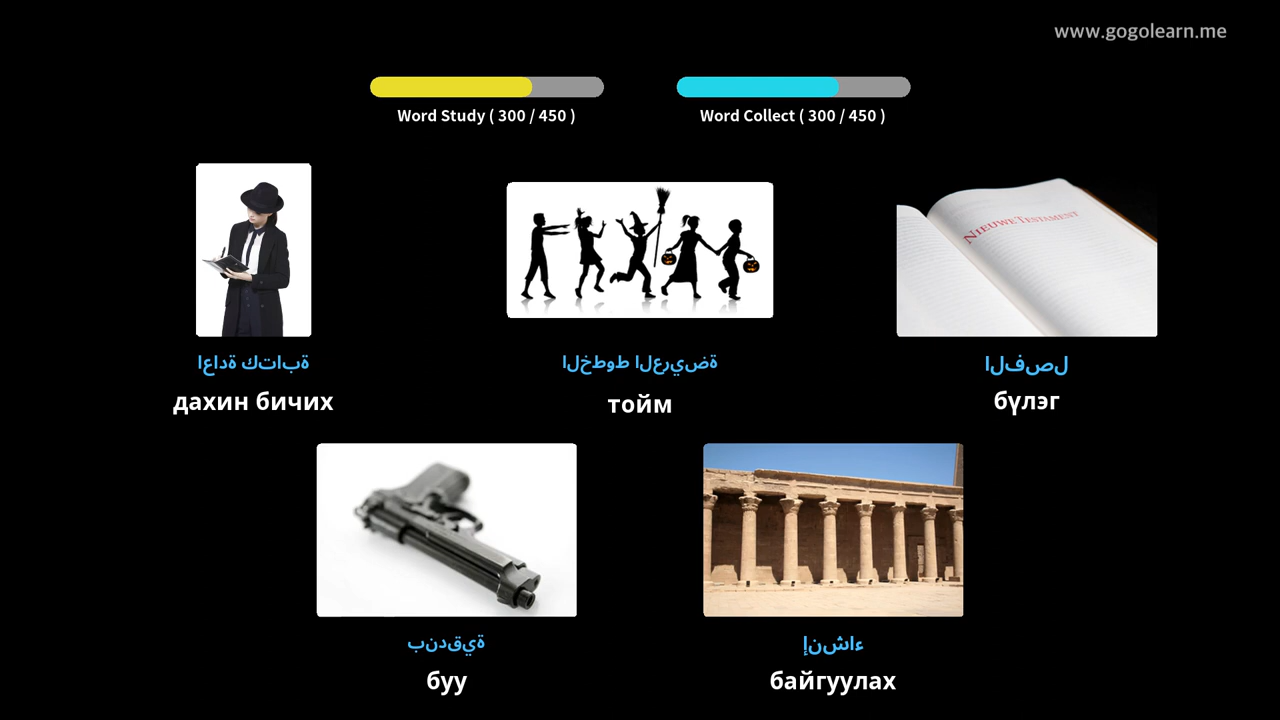 www.gogolearn.me
Word Study ( 300 / 450 )
Word Collect ( 300 / 450 )
NIEUWE TESTAMENT
اعادة كتابة
дахин бичих
الخطوط العريضة
тойм
الفصل
бүлэг
بندقية
буу
إنشاء
байгуулах